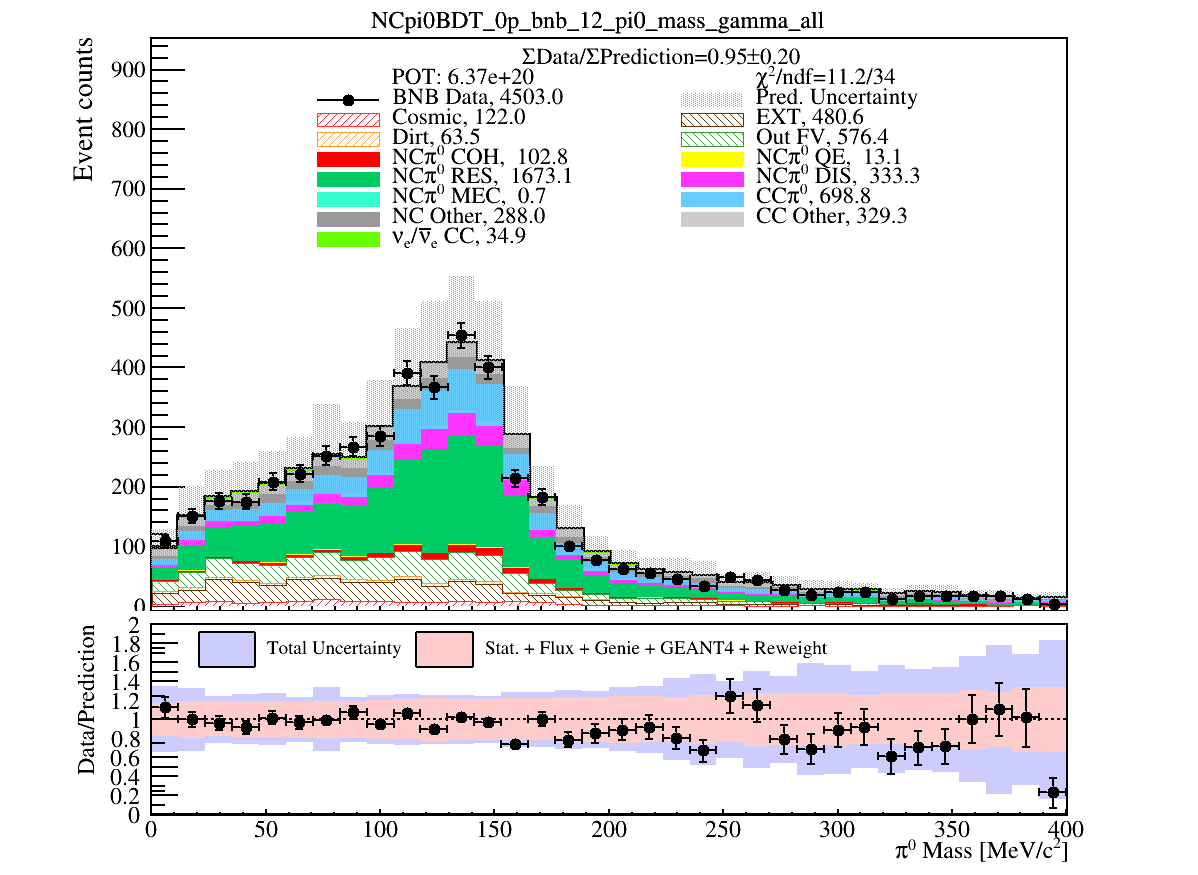 NCpi0BDT_0p_bnb_12_pi0_mass_gamma_all
ΣData/ΣPrediction=0.95±0.20
POT: 6.37e+20
χ²/ndf=11.2/34
BNB Data, 4503.0
Pred. Uncertainty
Cosmic, 122.0
EXT, 480.6
Dirt, 63.5
Out FV, 576.4
NCπ⁰ COH, 102.8
NCπ⁰ QE, 13.1
NCπ⁰ RES, 1673.1
NCπ⁰ DIS, 333.3
NCπ⁰ MEC, 0.7
CCπ⁰, 698.8
NC Other, 288.0
CC Other, 329.3
νₑ/ν̅ₑ CC, 34.9
Event counts
900
800
700
600
500
400
300
200
100
0
Total Uncertainty
Stat. + Flux + Genie + GEANT4 + Reweight
Data/Prediction
2
1.8
1.6
1.4
1.2
1
0.8
0.6
0.4
0.2
0
0 50 100 150 200 250 300 350 400
π⁰ Mass [MeV/c²]